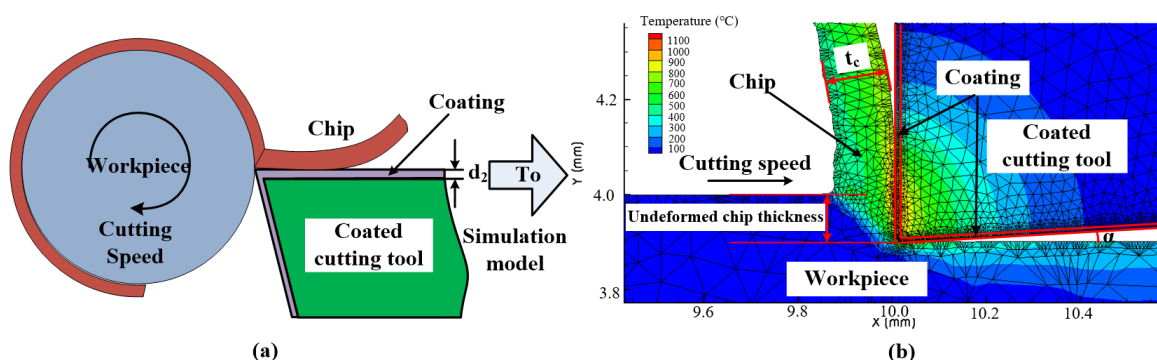 Coating
Chip
Workpiece
Cutting
Speed
d₂
To
Coated
cutting tool
Simulation
model
(a)
Temperature (°C)
1100
1000
900
800
700
600
500
400
300
200
100
tc
Chip
Coating
Coated
cutting tool
Cutting speed
Undeformed chip thickness
Workpiece
α
Y (mm)
4.2
4.0
3.8
9.6
9.8
10.0
10.2
10.4
X (mm)
(b)